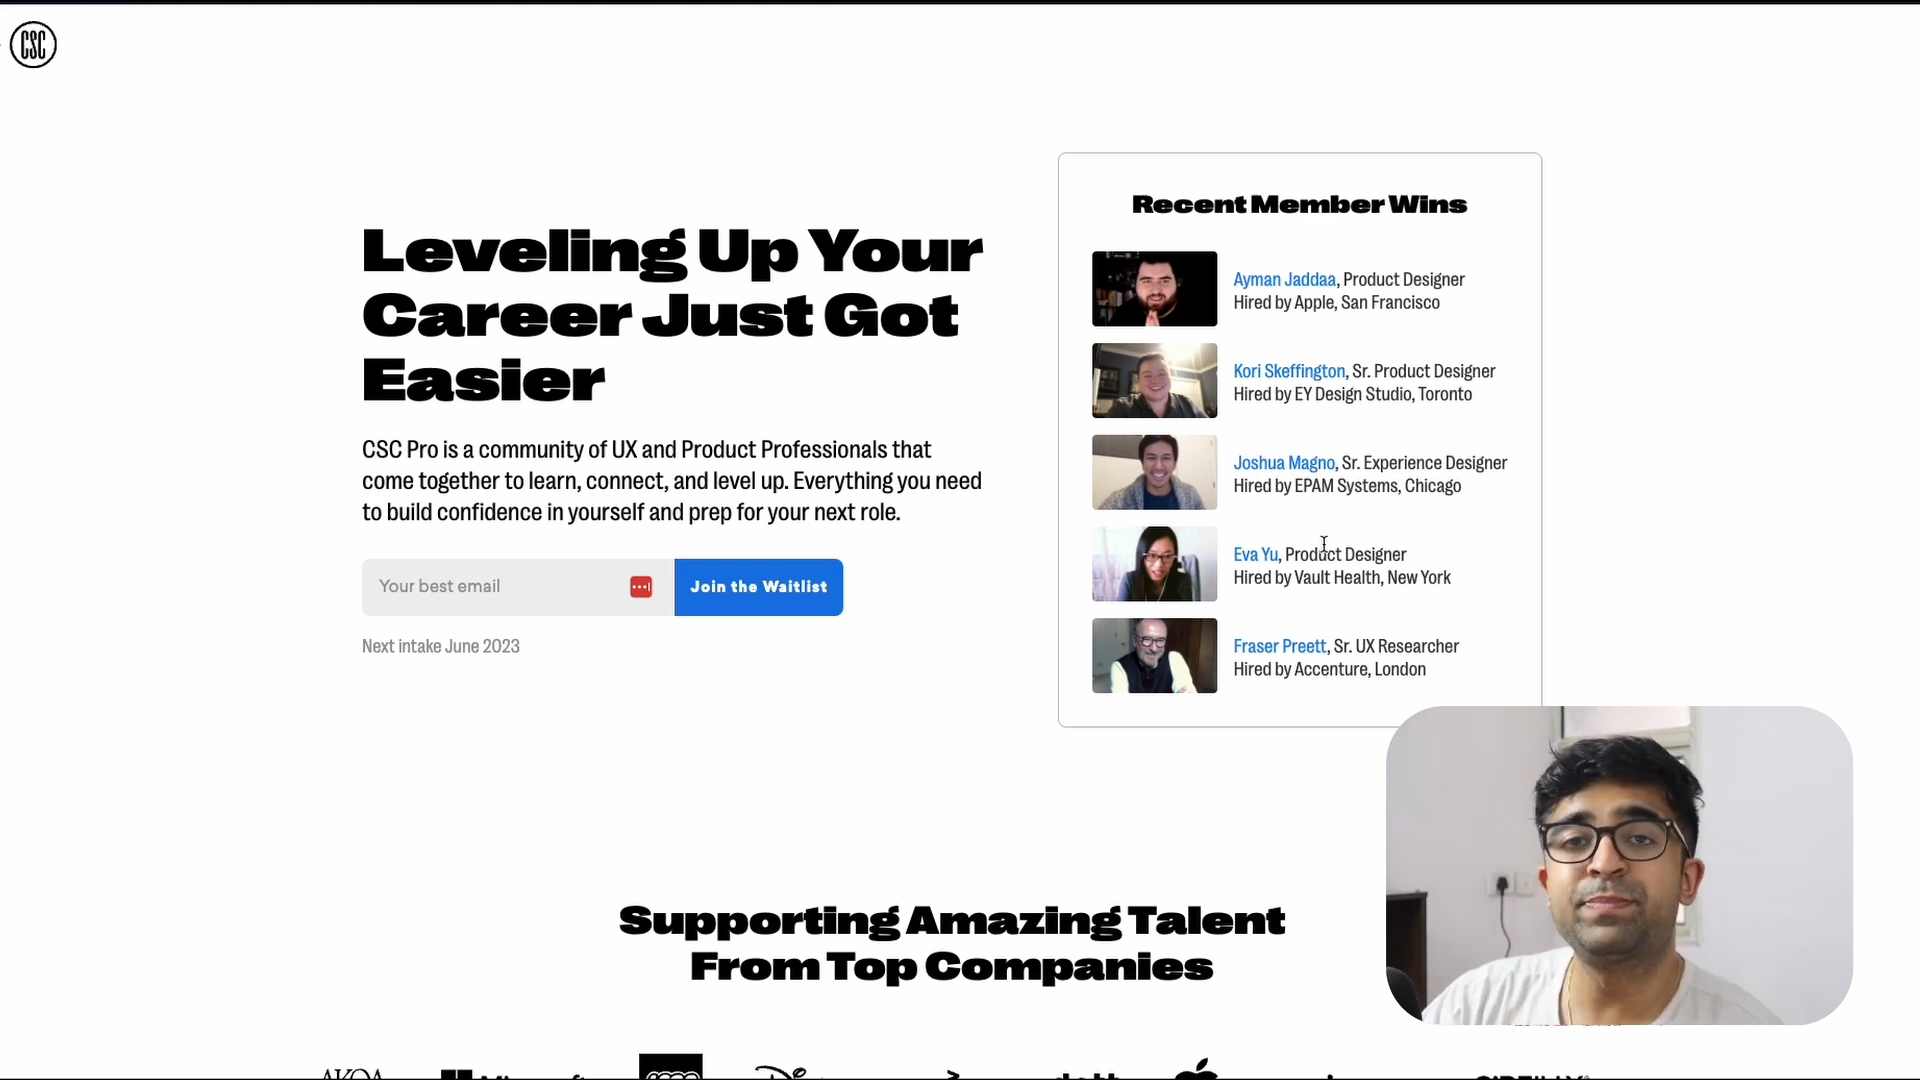 CSC
Leveling Up Your
Career Just Got
Easier
CSC Pro is a community of UX and Product Professionals that
come together to learn, connect, and level up. Everything you need
to build confidence in yourself and prep for your next role.
Your best email
Join the Waitlist
Next intake June 2023
Recent Member Wins
Ayman Jaddaa, Product Designer
Hired by Apple, San Francisco
Kori Skeffington, Sr. Product Designer
Hired by EY Design Studio, Toronto
Joshua Magno, Sr. Experience Designer
Hired by EPAM Systems, Chicago
Eva Yu, Product Designer
Hired by Vault Health, New York
Fraser Preett, Sr. UX Researcher
Hired by Accenture, London
Supporting Amazing Talent
From Top Companies